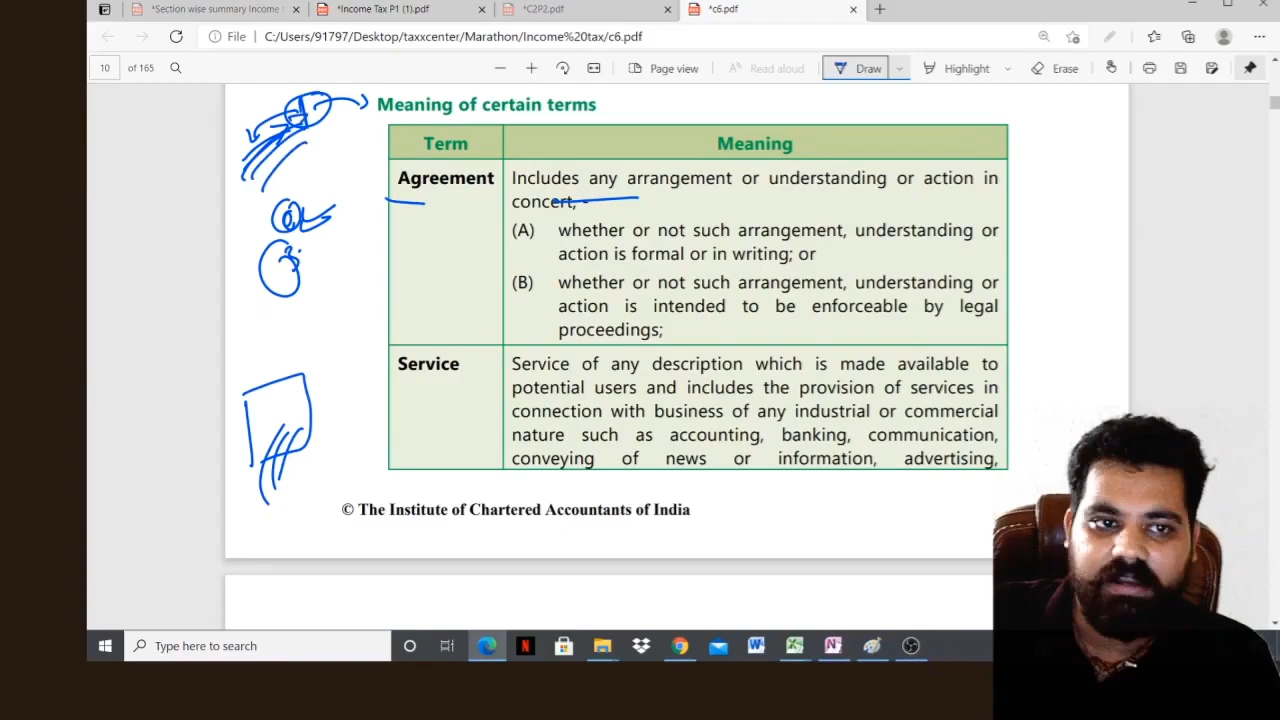 *Section wise summary Income
*Income Tax P1 (1).pdf
*C2P2.pdf
*c6.pdf
File
C:/Users/91797/Desktop/taxxcenter/Marathon/Income%20tax/c6.pdf
10 of 165
Page view
Read aloud
Draw
Highlight
Erase
Meaning of certain terms
Term Meaning
Agreement Includes any arrangement or understanding or action in
concert, -
(A) whether or not such arrangement, understanding or
action is formal or in writing; or
(B) whether or not such arrangement, understanding or
action is intended to be enforceable by legal
proceedings;
Service Service of any description which is made available to
potential users and includes the provision of services in
connection with business of any industrial or commercial
nature such as accounting, banking, communication,
conveying of news or information, advertising,
© The Institute of Chartered Accountants of India
Type here to search